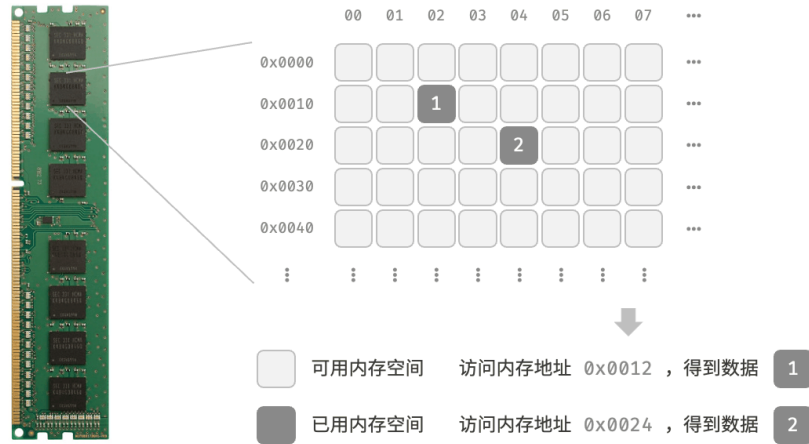 00 01 02 03 04 05 06 07 •••
0x0000 •••
0x0010 1 •••
0x0020 2 •••
0x0030 •••
0x0040 •••
可用内存空间 访问内存地址 0x0012 ，得到数据 1
已用内存空间 访问内存地址 0x0024 ，得到数据 2